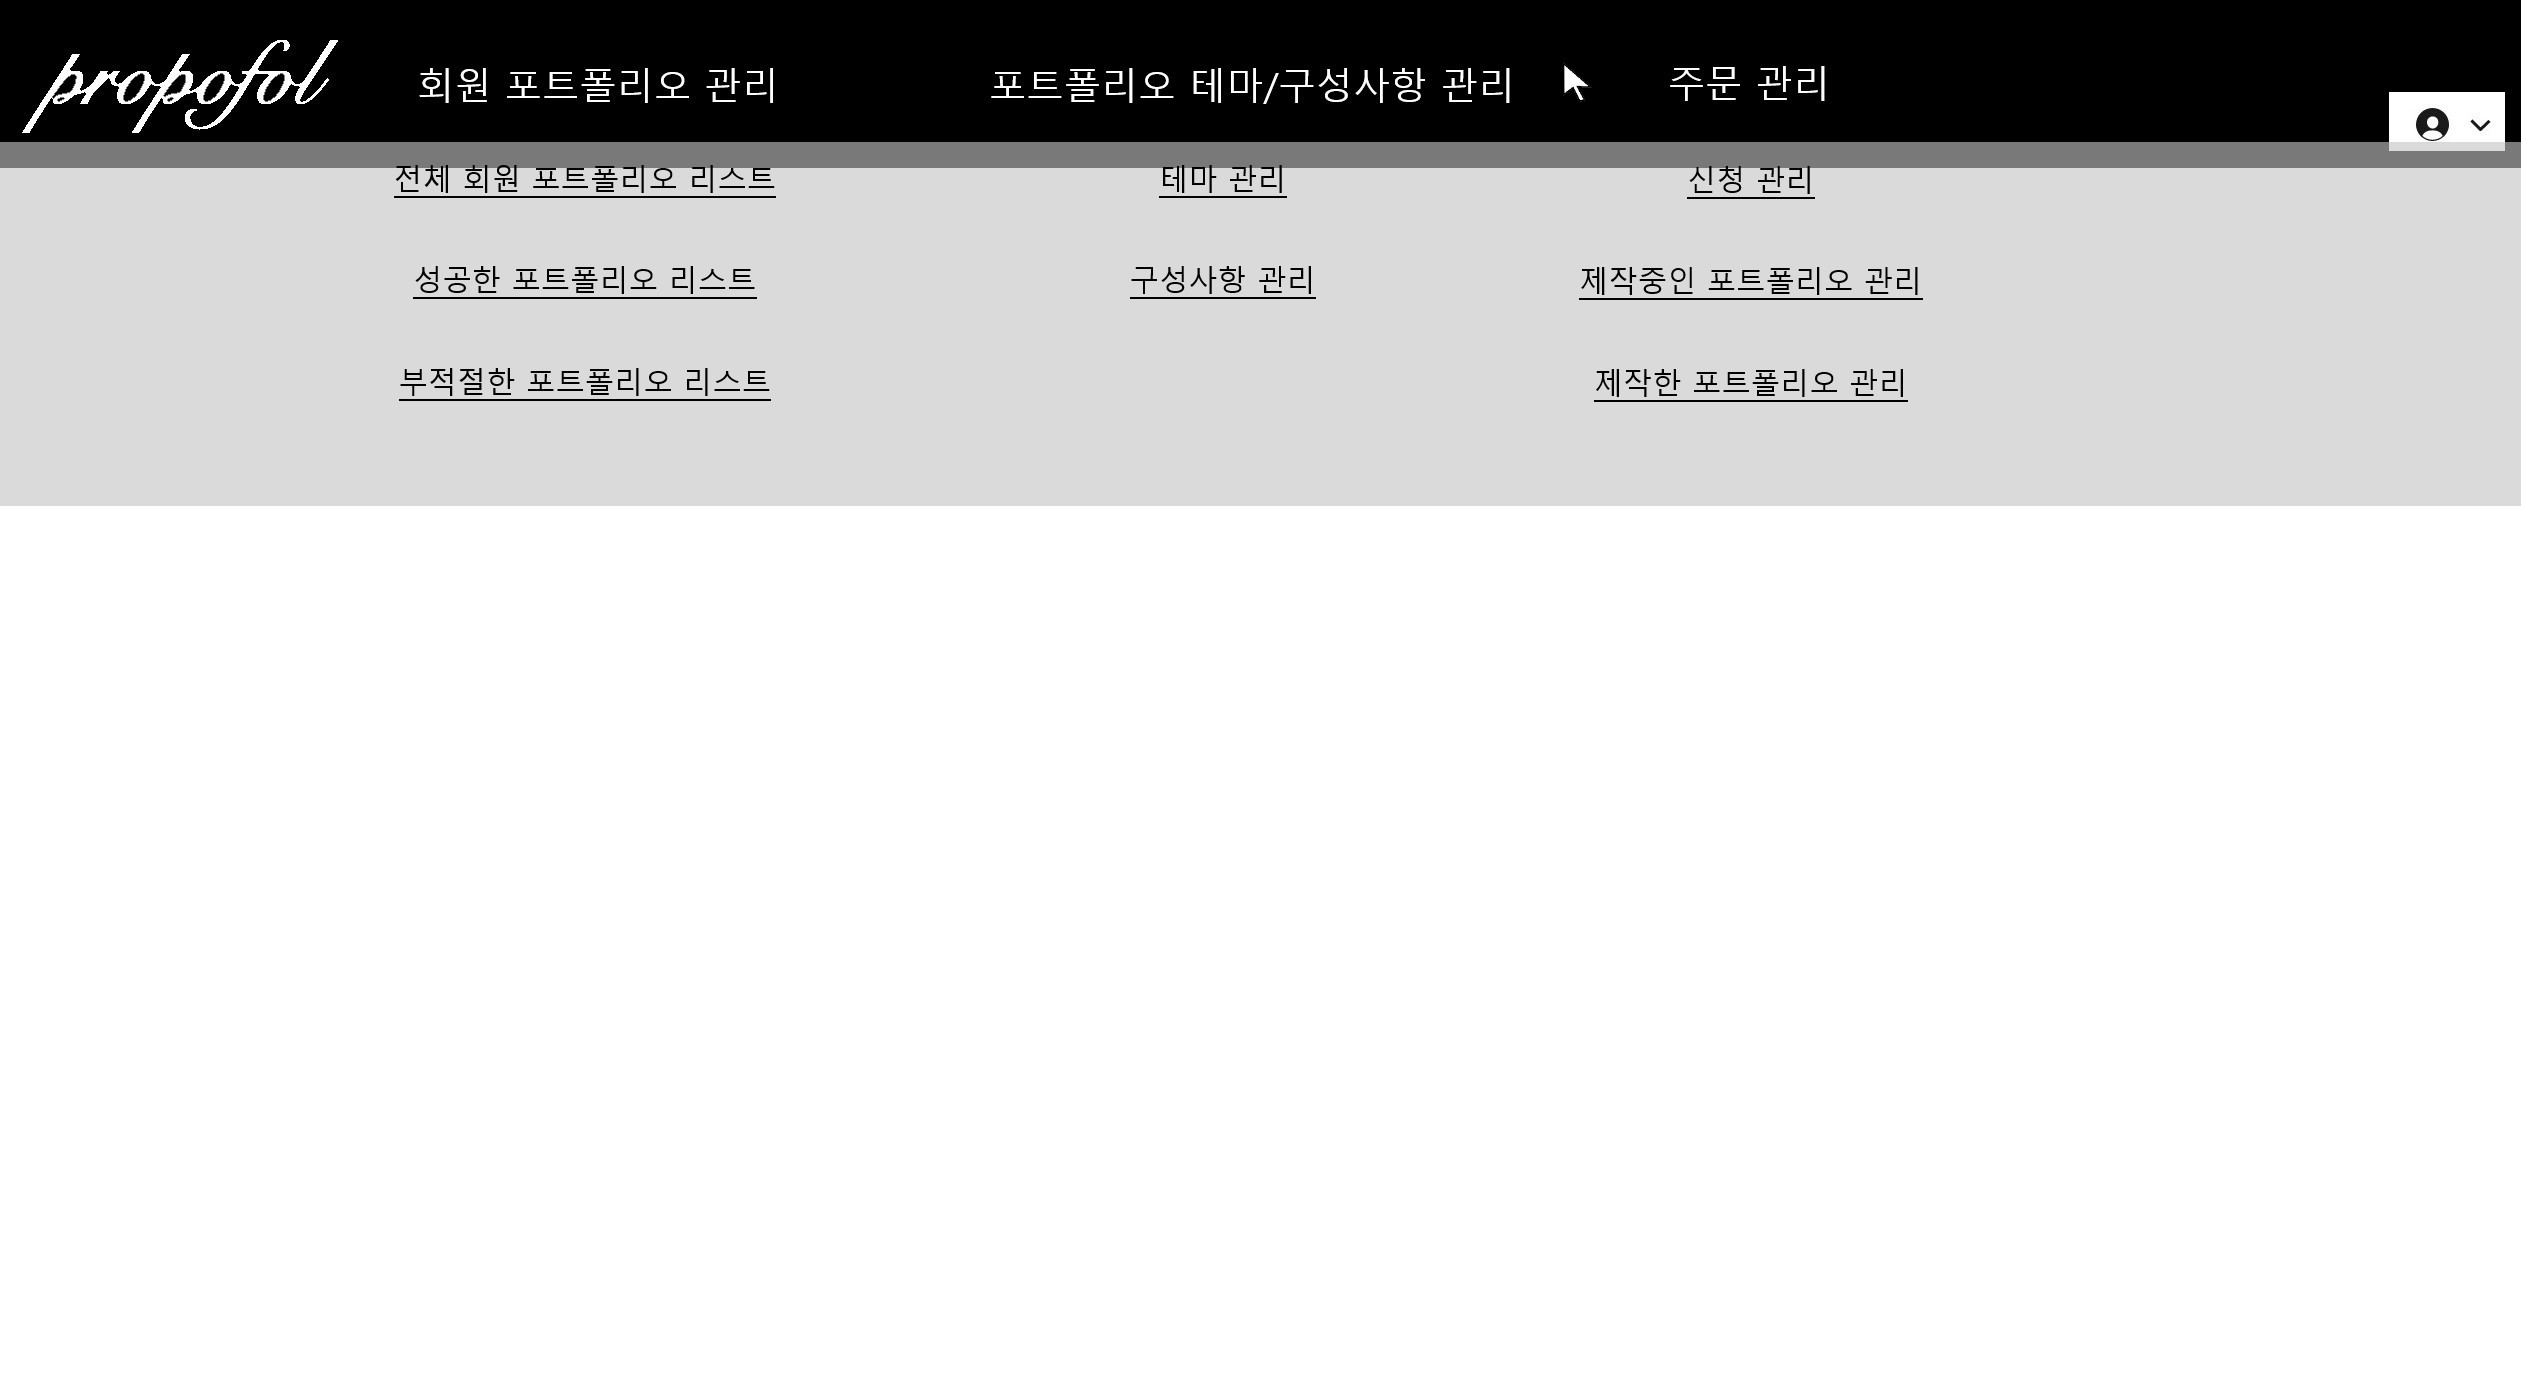 propofol
회원 포트폴리오 관리
포트폴리오 테마/구성사항 관리
주문 관리
전체 회원 포트폴리오 리스트
테마 관리
신청 관리
성공한 포트폴리오 리스트
구성사항 관리
제작중인 포트폴리오 관리
부적절한 포트폴리오 리스트
제작한 포트폴리오 관리